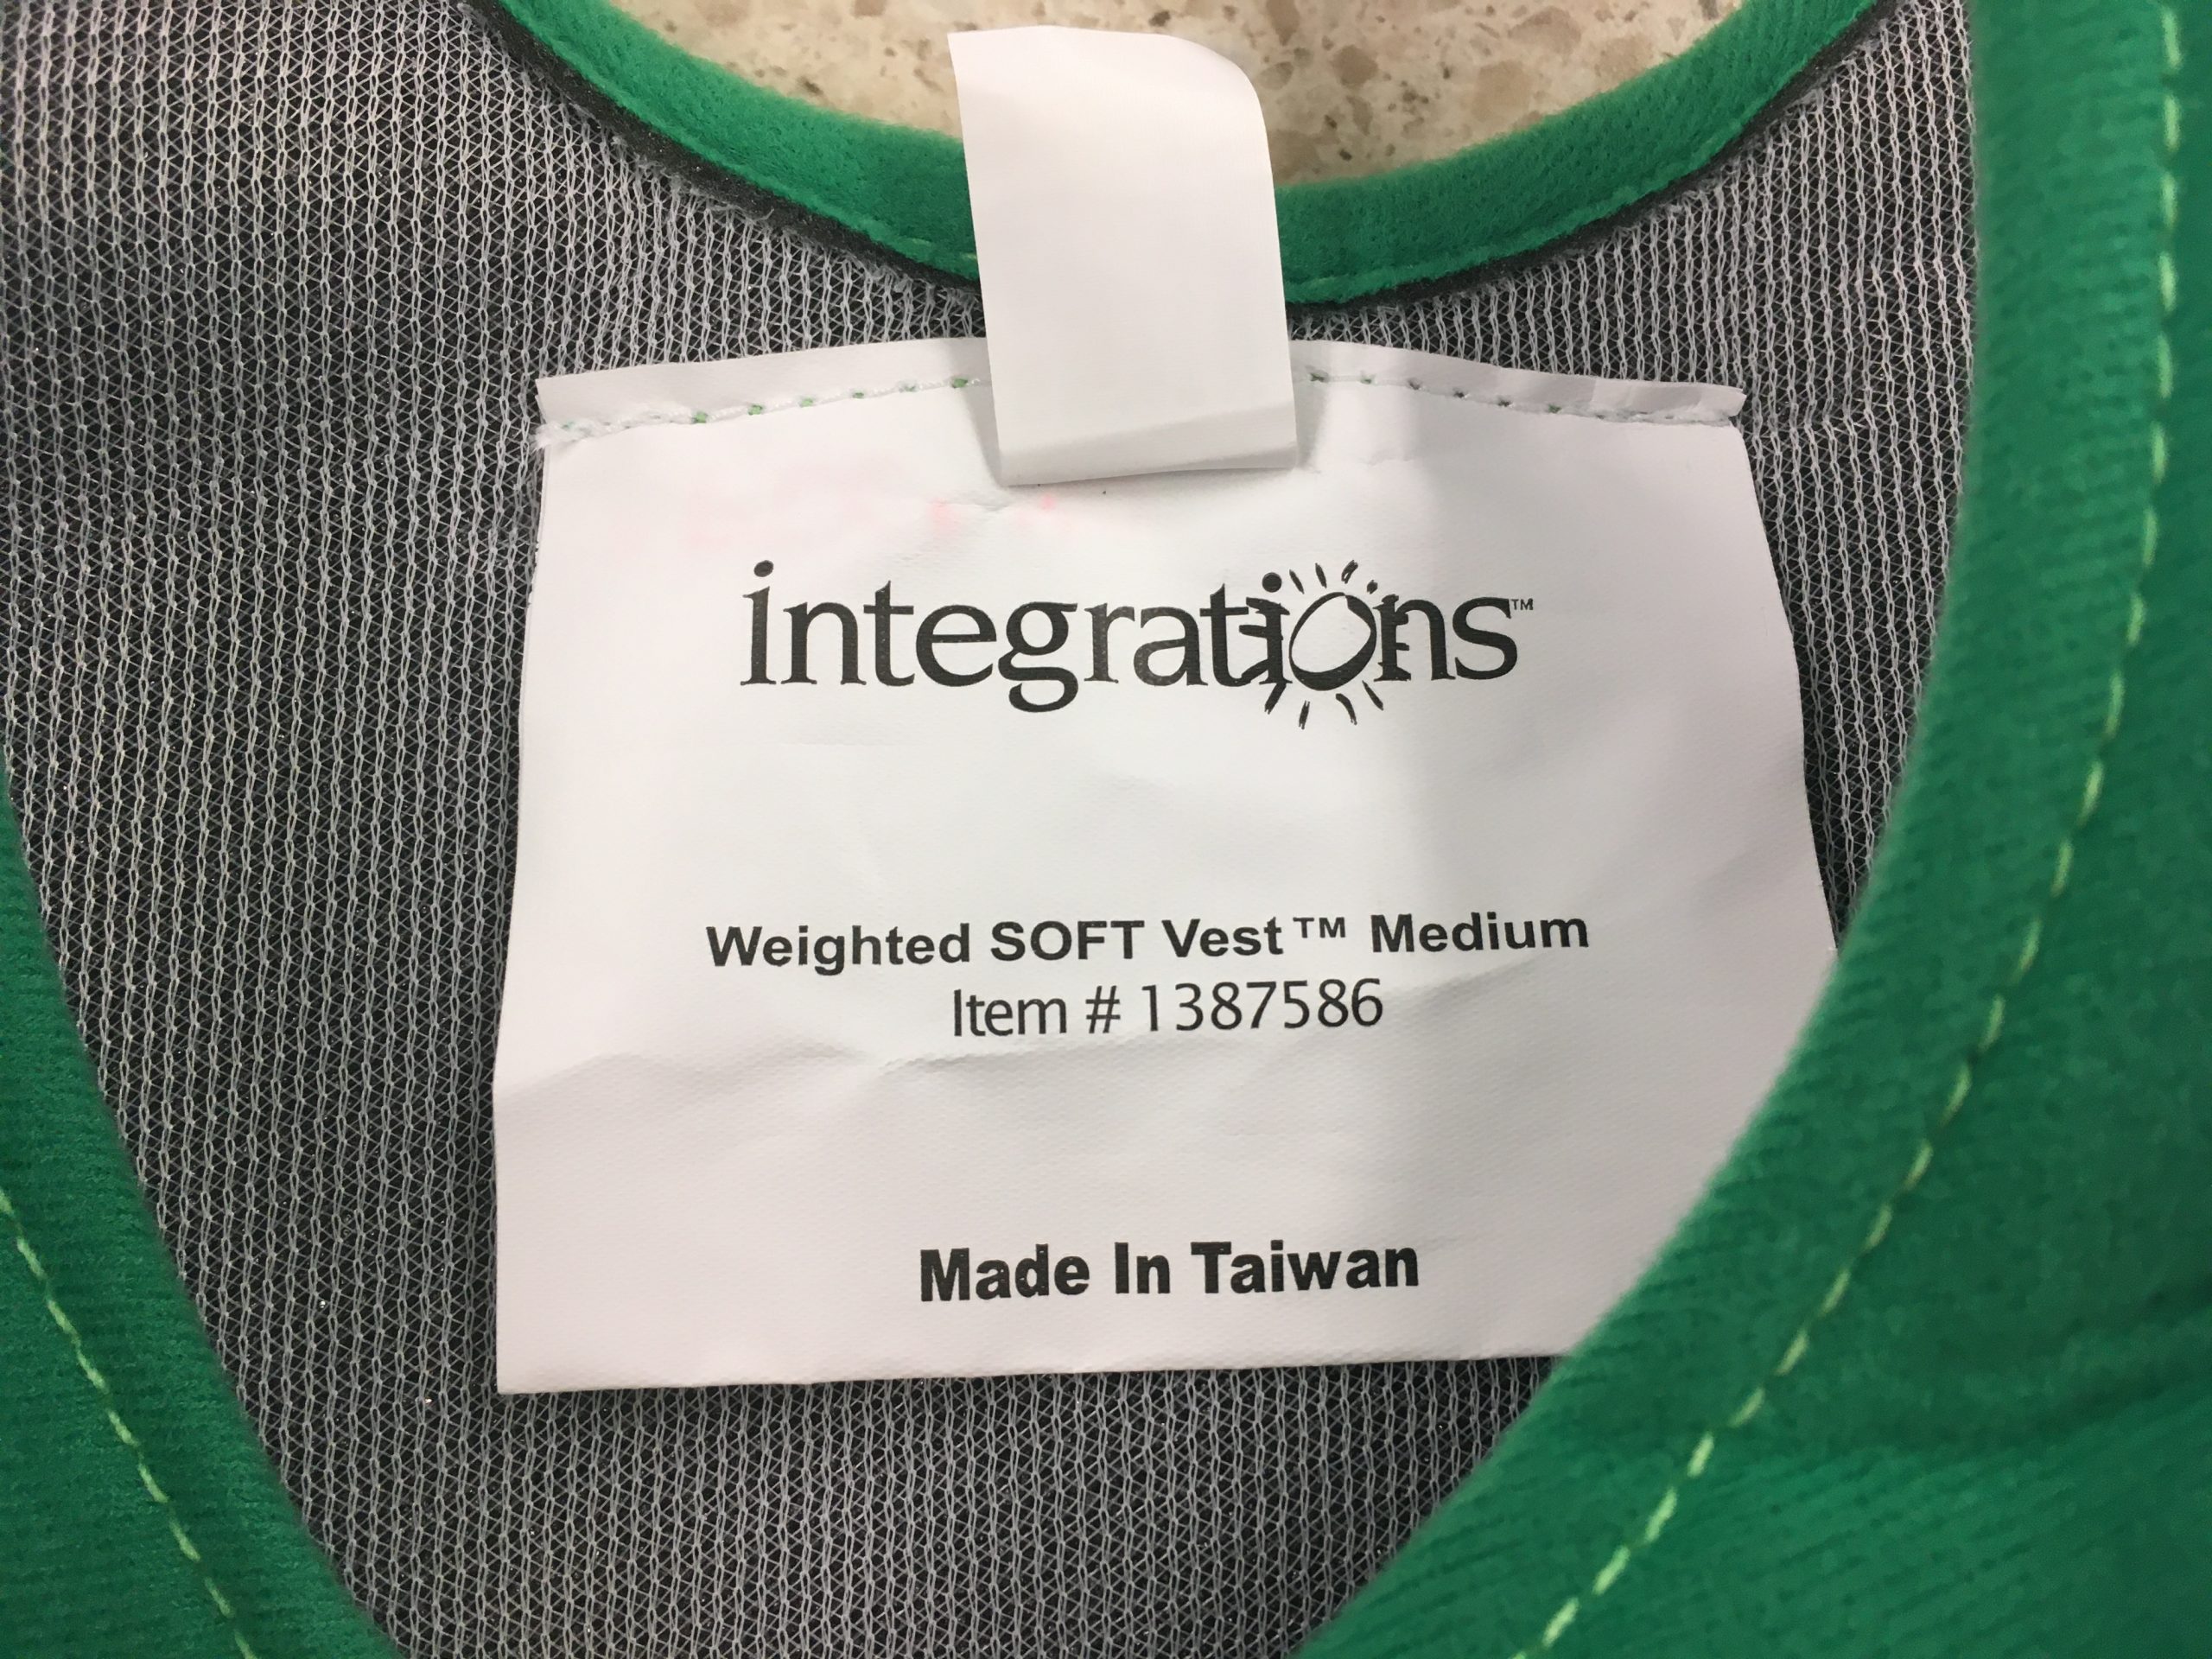 integrations™
Weighted SOFT Vest™ Medium
Item # 1387586
Made In Taiwan